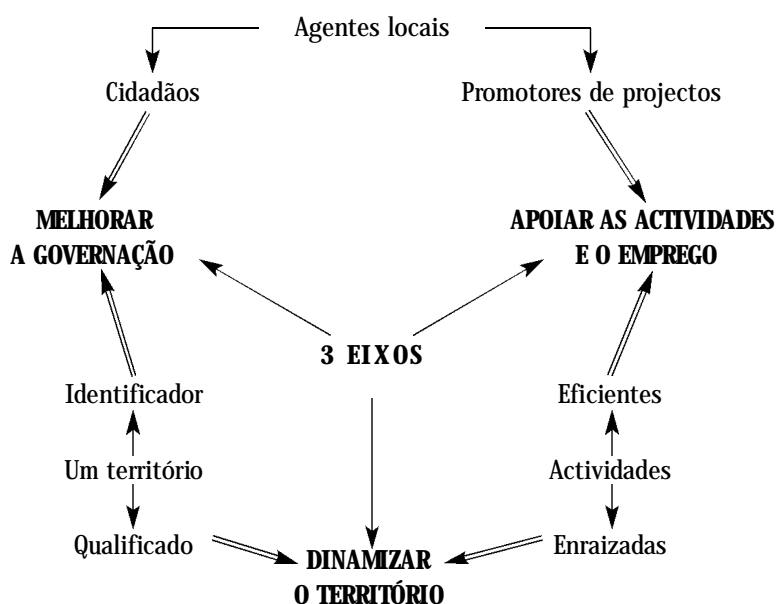 Agentes locais
Cidadãos
Promotores de projectos
MELHORAR
A GOVERNAÇÃO
APOIAR AS ACTIVIDADES
E O EMPREGO
3 EIXOS
Identificador
Eficientes
Um território
Actividades
Qualificado
Enraizadas
DINAMIZAR
O TERRITÓRIO